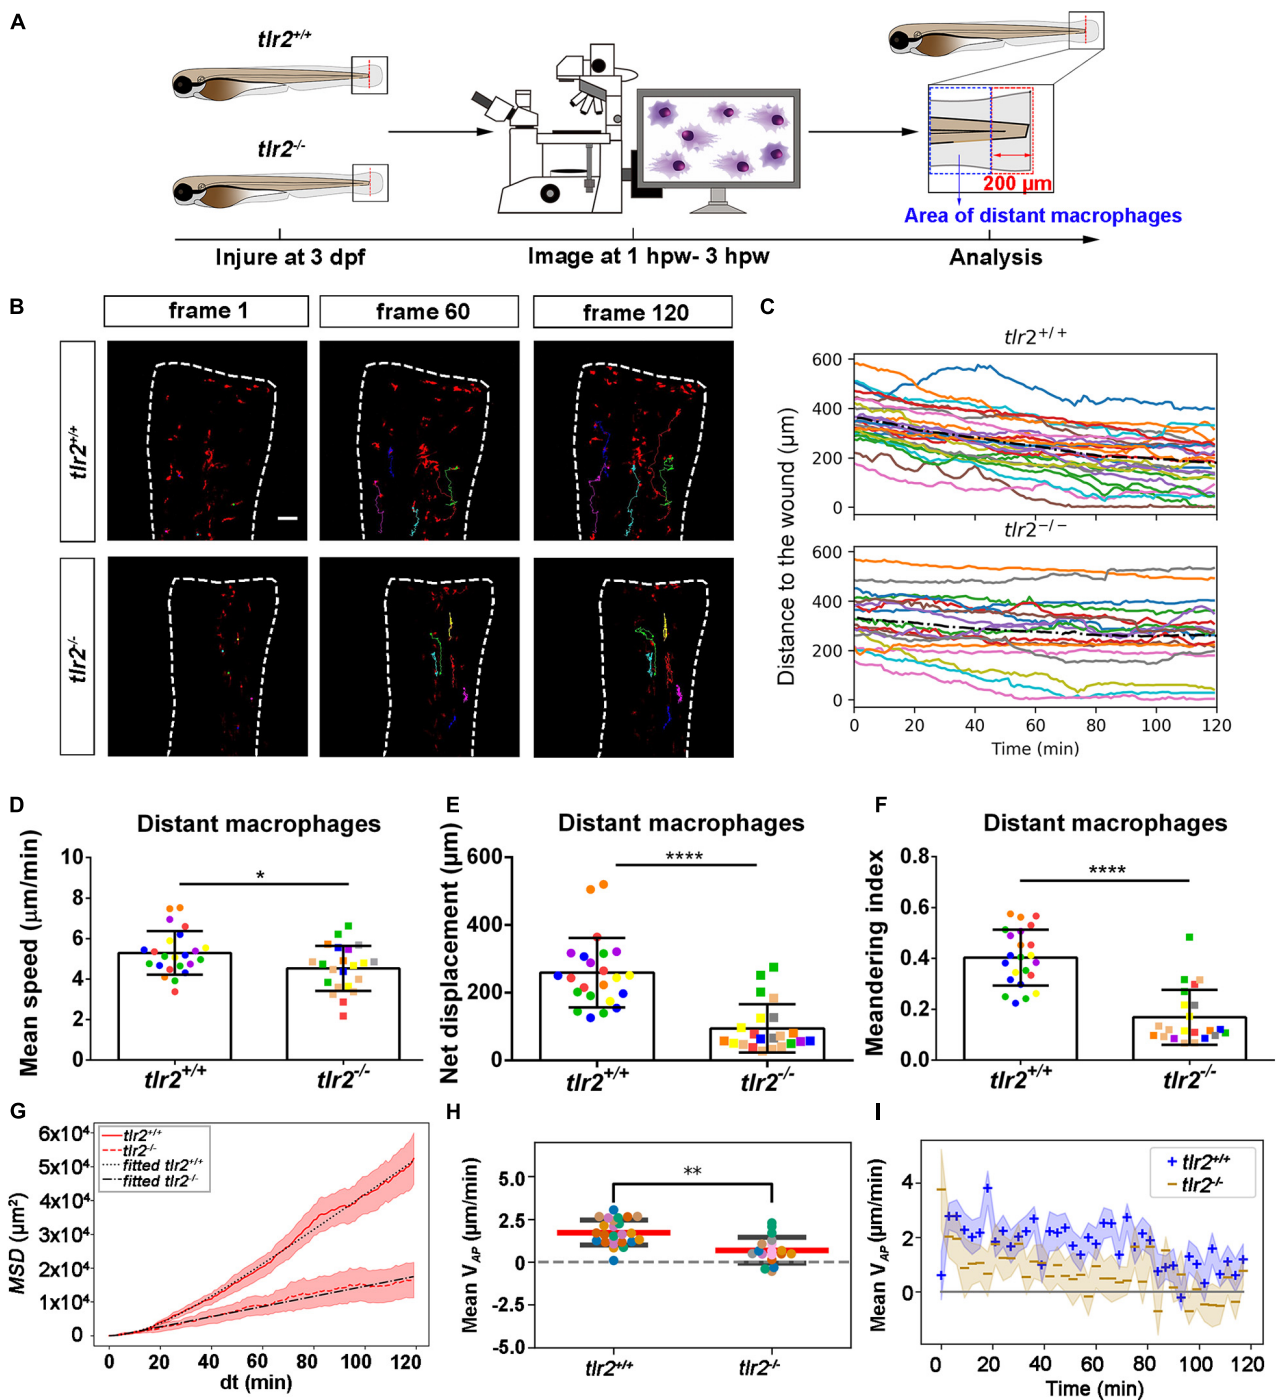 A
tlr2+/+
tlr2-/-
200 μm
Area of distant macrophages
Injure at 3 dpf
Image at 1 hpw- 3 hpw
Analysis
B
frame 1
frame 60
frame 120
tlr2+/+
tlr2-/-
C
tlr2+/+
600
400
200
0
tlr2−/−
600
400
200
0
Distance to the wound (μm)
0 20 40 60 80 100 120
Time (min)
D
Distant macrophages
Mean speed (μm/min)
10
8
6
4
2
0
*
tlr2+/+
tlr2-/-
E
Distant macrophages
Net displacement (μm)
600
400
200
0
****
tlr2+/+
tlr2-/-
F
Distant macrophages
Meandering index
0.8
0.6
0.4
0.2
0.0
****
tlr2+/+
tlr2-/-
G
MSD (μm²)
6x10⁴
5x10⁴
4x10⁴
3x10⁴
2x10⁴
1x10⁴
0
tlr2+/+
tlr2-/-
fitted tlr2+/+
fitted tlr2-/-
0 20 40 60 80 100 120
dt (min)
H
Mean VAP (μm/min)
5.0
2.5
0
-2.5
-5.0
**
tlr2+/+
tlr2-/-
I
Mean VAP (μm/min)
4
2
0
tlr2+/+
tlr2-/-
0 20 40 60 80 100 120
Time (min)